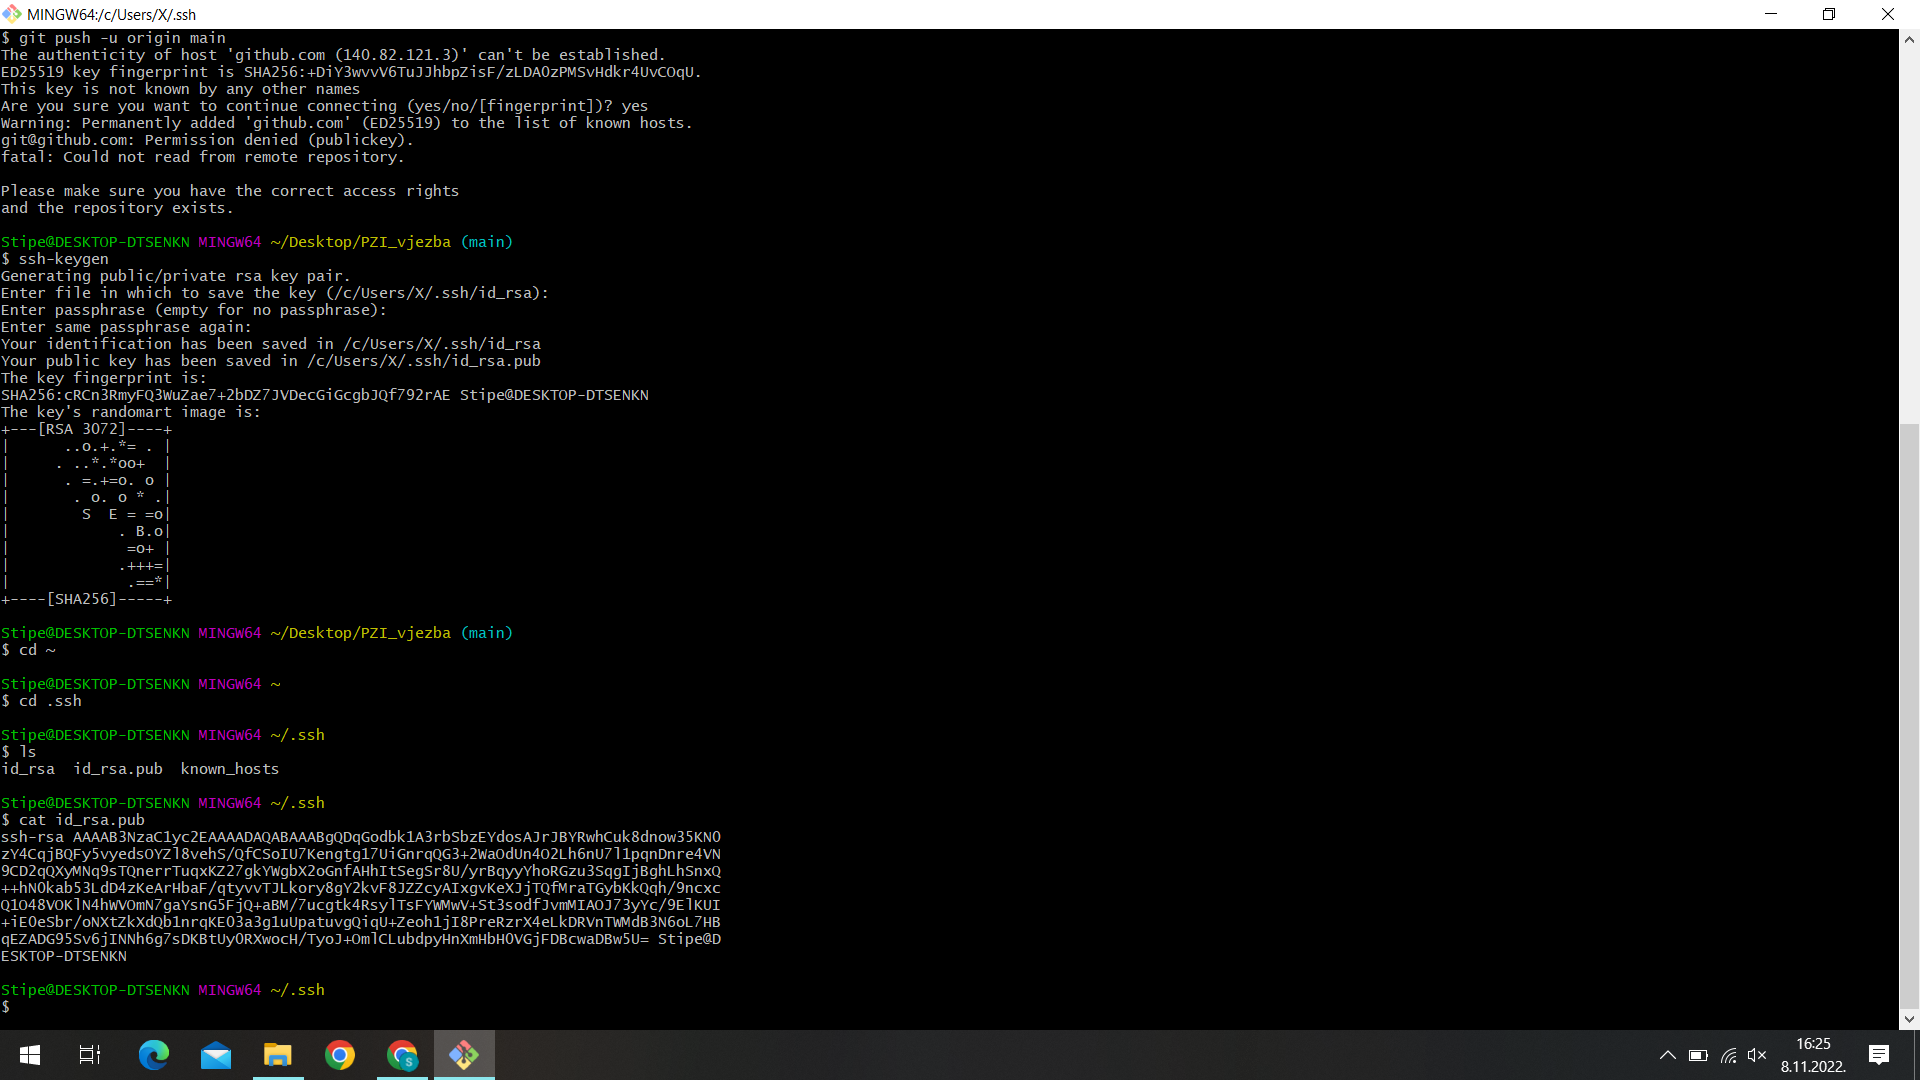 MINGW64:/c/Users/X/.ssh
$ git push -u origin main
The authenticity of host 'github.com (140.82.121.3)' can't be established.
ED25519 key fingerprint is SHA256:+DiY3wvvV6TuJJhbpZisF/zLDA0zPMSvHdkr4UvCOqU.
This key is not known by any other names
Are you sure you want to continue connecting (yes/no/[fingerprint])? yes
Warning: Permanently added 'github.com' (ED25519) to the list of known hosts.
git@github.com: Permission denied (publickey).
fatal: Could not read from remote repository.

Please make sure you have the correct access rights
and the repository exists.

Stipe@DESKTOP-DTSENKN MINGW64 ~/Desktop/PZI_vjezba (main)
$ ssh-keygen
Generating public/private rsa key pair.
Enter file in which to save the key (/c/Users/X/.ssh/id_rsa):
Enter passphrase (empty for no passphrase):
Enter same passphrase again:
Your identification has been saved in /c/Users/X/.ssh/id_rsa
Your public key has been saved in /c/Users/X/.ssh/id_rsa.pub
The key fingerprint is:
SHA256:cRCn3RmyFQ3WuZae7+2bDZ7JVDecGiGcgbJQf792rAE Stipe@DESKTOP-DTSENKN
The key's randomart image is:
+---[RSA 3072]----+
|      ..o.+.*= . |
|     . ..*.*oo+  |
|      . =.+=o. o |
|       . o. o * .|
|        S  E = =o|
|            . B.o|
|             =o+ |
|            .+++=|
|             .==*|
+----[SHA256]-----+

Stipe@DESKTOP-DTSENKN MINGW64 ~/Desktop/PZI_vjezba (main)
$ cd ~

Stipe@DESKTOP-DTSENKN MINGW64 ~
$ cd .ssh

Stipe@DESKTOP-DTSENKN MINGW64 ~/.ssh
$ ls
id_rsa  id_rsa.pub  known_hosts

Stipe@DESKTOP-DTSENKN MINGW64 ~/.ssh
$ cat id_rsa.pub
ssh-rsa AAAAB3NzaC1yc2EAAAADAQABAAABgQDqGodbk1A3rbSbzEYdosAJrJBYRwhCuk8dnow35KNO
zY4CqjBQFy5vyedsOYZl8vehS/QfCSoIU7Kengtg17UiGnrqQG3+2WaOdUn4O2Lh6nU7l1pqnDnre4VN
9CD2qQXyMNq9sTQnerrTuqxKZ27gkYWgbX2oGnfAHhItSegSr8U/yrBqyyYhoRGzu3SqgIjBghLhSnxQ
++hNOkab53LdD4zKeArHbaF/qtyvvTJLkory8gY2kvF8JZZcyAIxgvKeXJjTQfMraTGybKkQqh/9ncxc
Q1O48VOKlN4hWVOmN7gaYsnG5FjQ+aBM/7ucgtk4RsylTsFYWMwV+St3sodfJvmMIAOJ73yYc/9ElKUI
+iE0eSbr/oNXtZkXdQb1nrqKE03a3g1uUpatuvgQiqU+Zeoh1jI8PreRzrX4eLkDRVnTWMdB3N6oL7HB
qEZADG95Sv6jINNh6g7sDKBtUy0RXwocH/TyoJ+OmlCLubdpyHnXmHbH0VGjFDBcwaDBw5U= Stipe@D
ESKTOP-DTSENKN

Stipe@DESKTOP-DTSENKN MINGW64 ~/.ssh
$
S
16:25
8.11.2022.